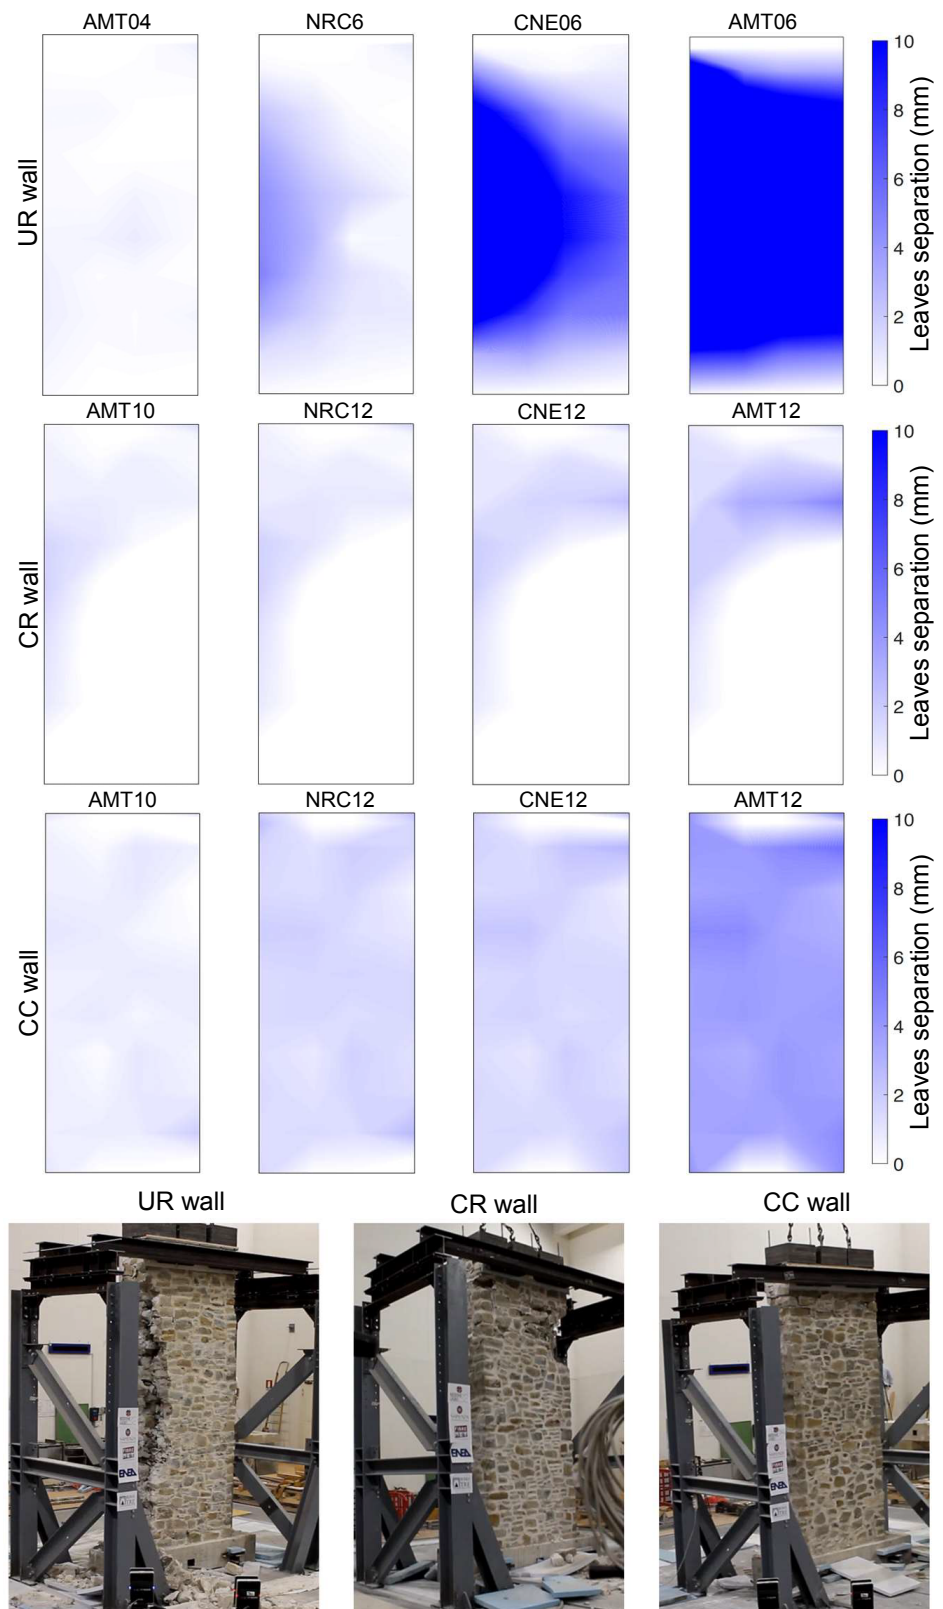 AMT04 NRC6 CNE06 AMT06
UR wall
10
8
6
4
2
0
Leaves separation (mm)
AMT10 NRC12 CNE12 AMT12
CR wall
10
8
6
4
2
0
Leaves separation (mm)
AMT10 NRC12 CNE12 AMT12
CC wall
10
8
6
4
2
0
Leaves separation (mm)
UR wall CR wall CC wall
ENEA
ENEA
ENEA